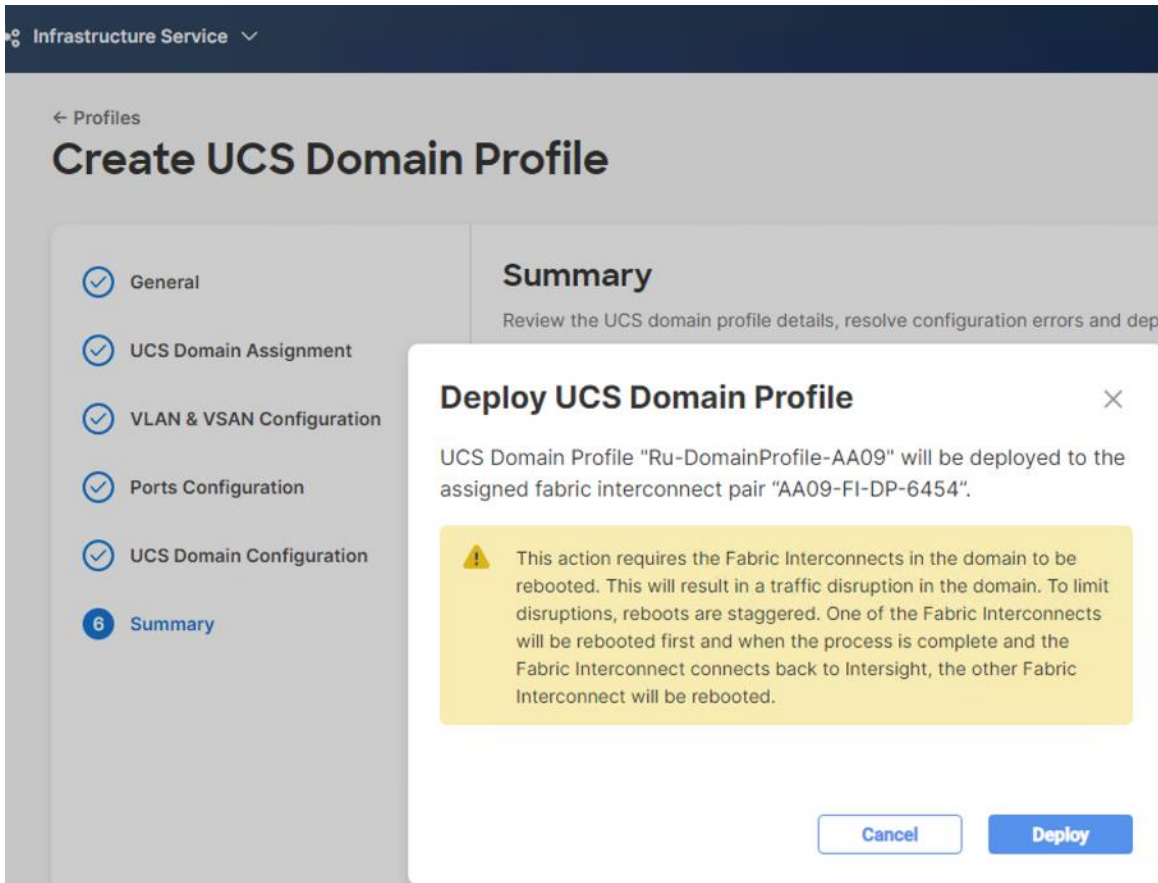 Infrastructure Service
← Profiles
Create UCS Domain Profile
General
UCS Domain Assignment
VLAN & VSAN Configuration
Ports Configuration
UCS Domain Configuration
6 Summary
Summary
Review the UCS domain profile details, resolve configuration errors and dep
Deploy UCS Domain Profile
UCS Domain Profile "Ru-DomainProfile-AA09" will be deployed to the
assigned fabric interconnect pair “AA09-FI-DP-6454”.
This action requires the Fabric Interconnects in the domain to be
rebooted. This will result in a traffic disruption in the domain. To limit
disruptions, reboots are staggered. One of the Fabric Interconnects
will be rebooted first and when the process is complete and the
Fabric Interconnect connects back to Intersight, the other Fabric
Interconnect will be rebooted.
Cancel
Deploy